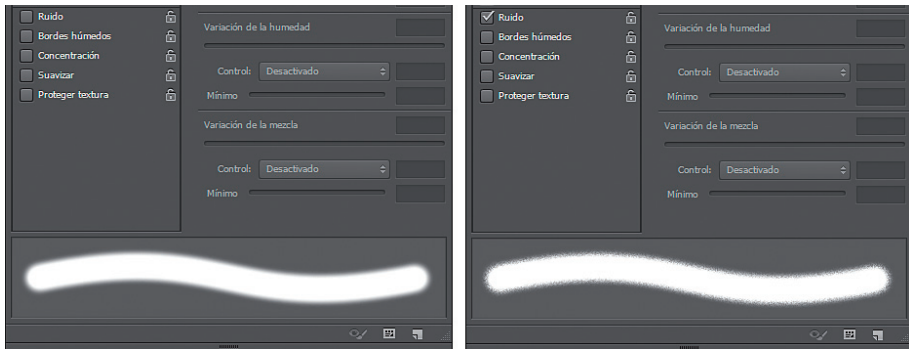 Ruido
Bordes húmedos
Concentración
Suavizar
Proteger textura
Variación de la humedad
Control: Desactivado
Mínimo
Variación de la mezcla
Control: Desactivado
Mínimo
Ruido
Bordes húmedos
Concentración
Suavizar
Proteger textura
Variación de la humedad
Control: Desactivado
Mínimo
Variación de la mezcla
Control: Desactivado
Mínimo